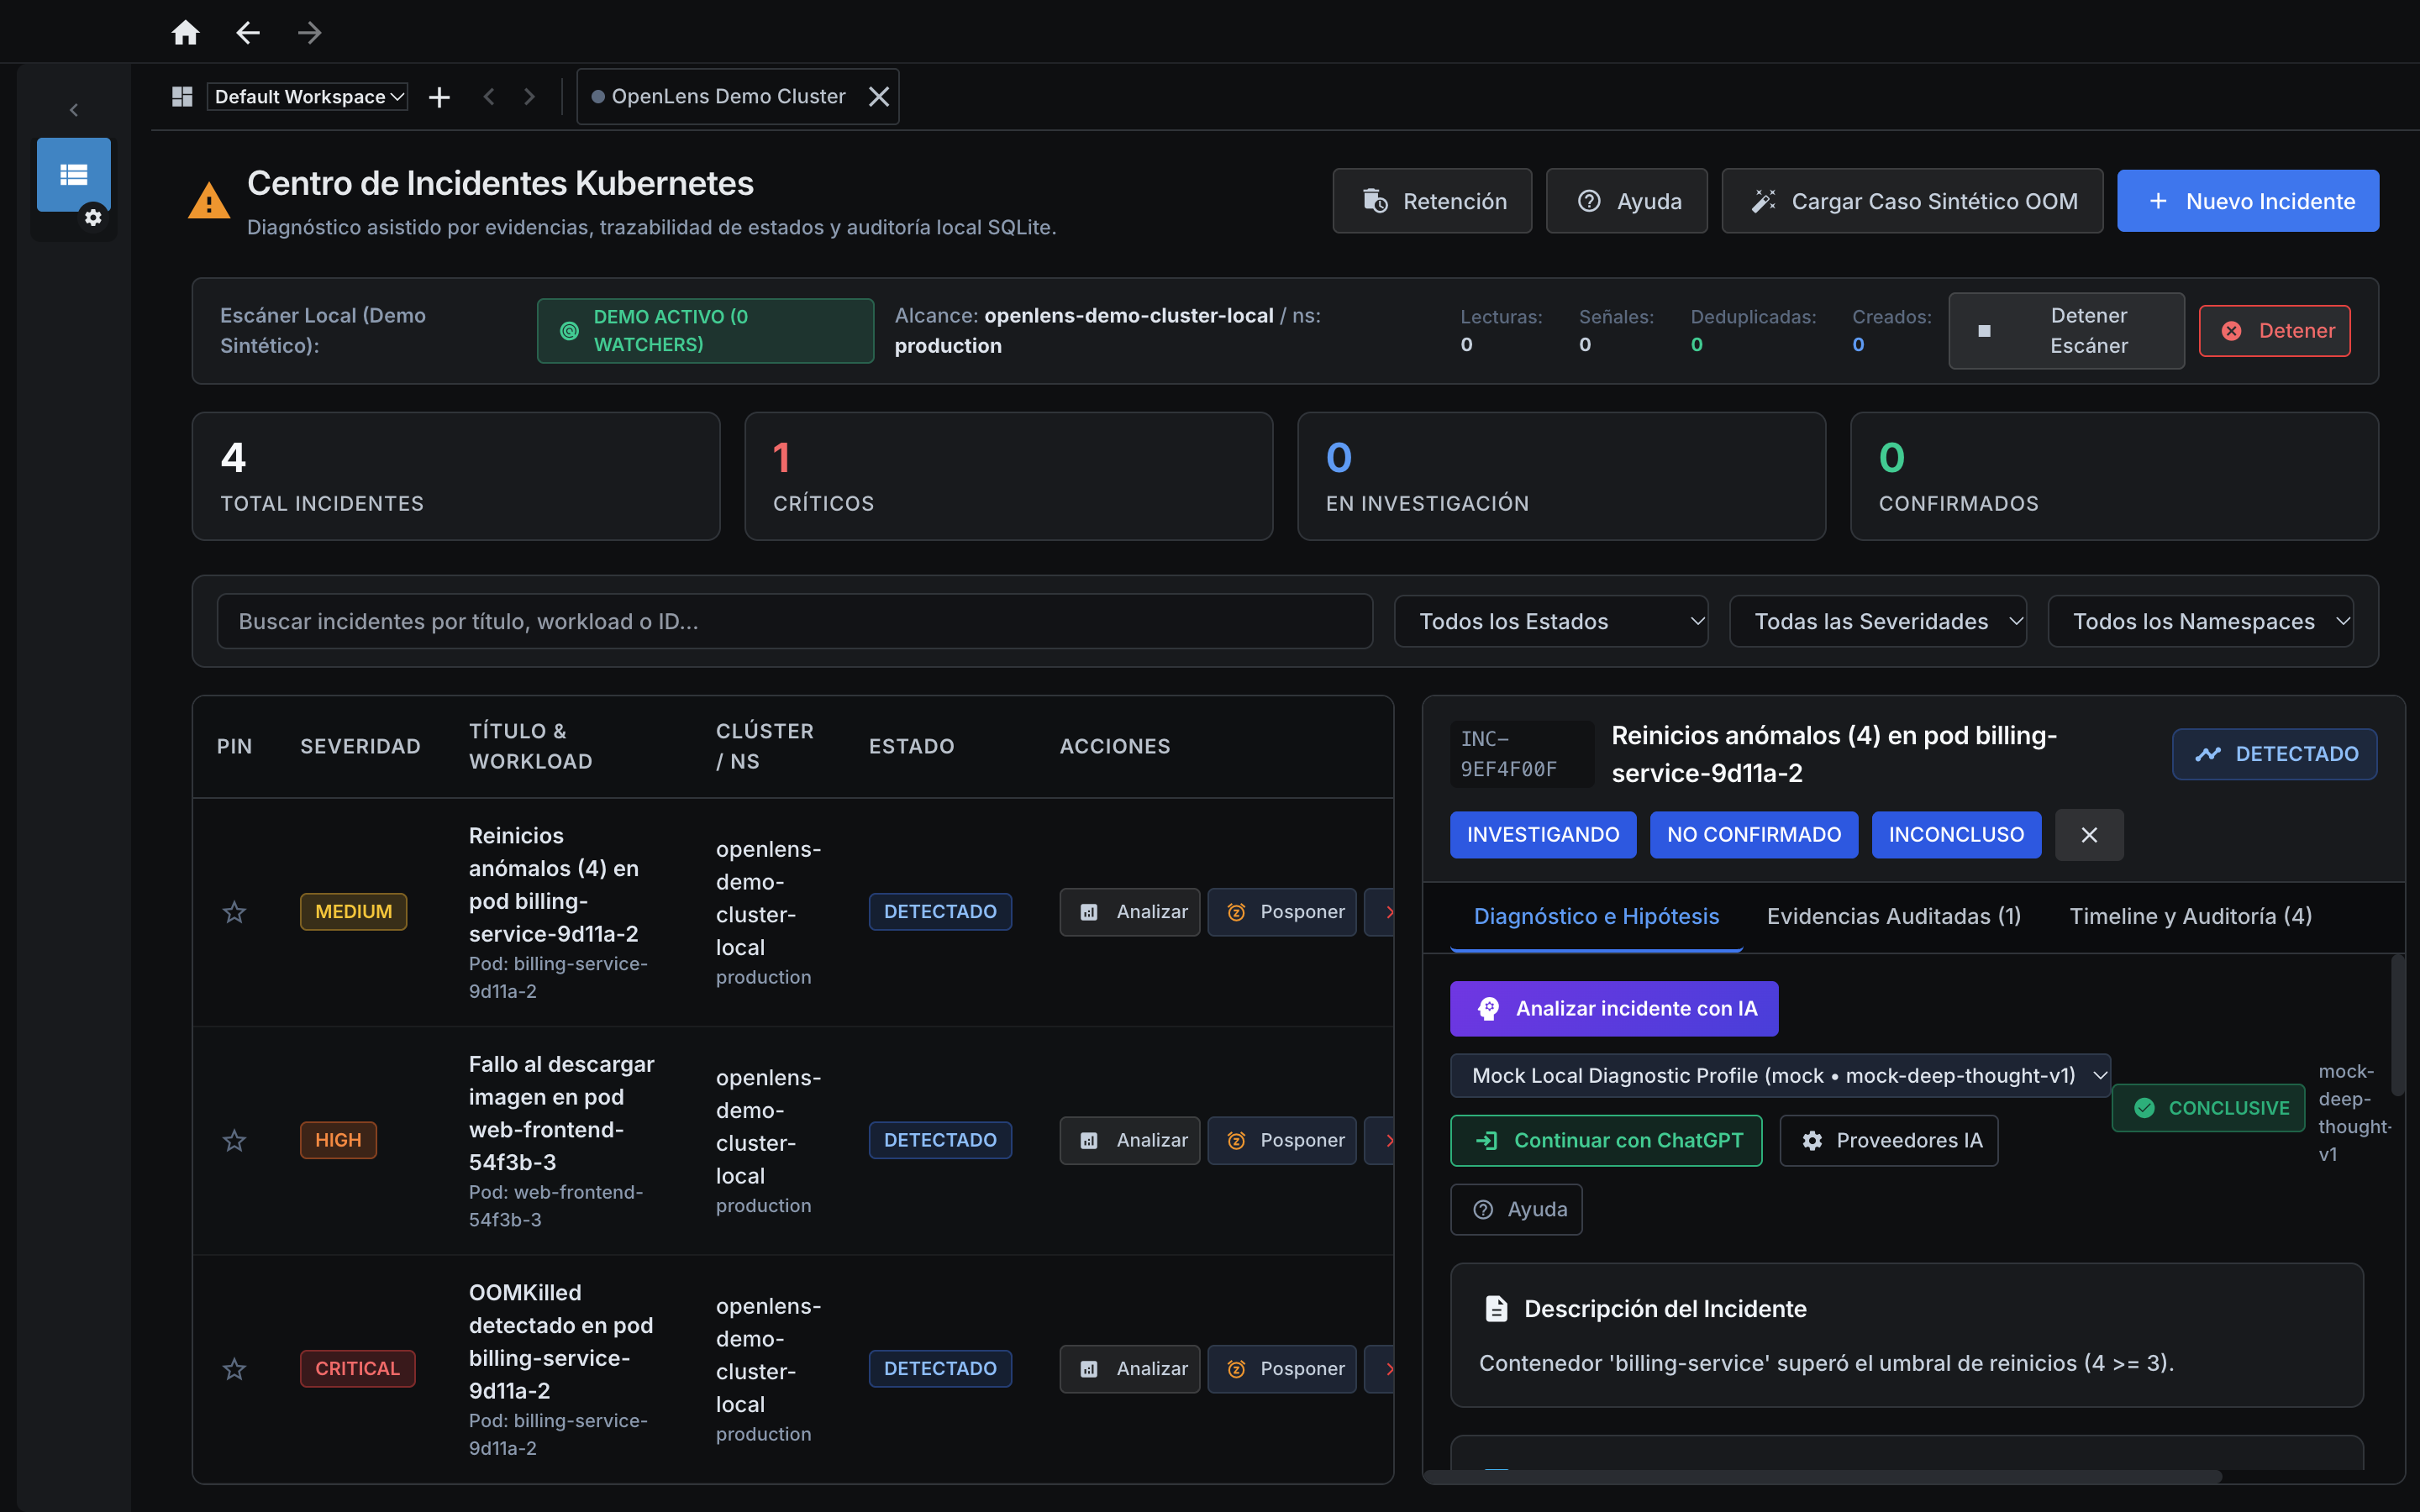 Default Workspace
OpenLens Demo Cluster
Centro de Incidentes Kubernetes
Diagnóstico asistido por evidencias, trazabilidad de estados y auditoría local SQLite.
Retención
Ayuda
Cargar Caso Sintético OOM
Nuevo Incidente
Escáner Local (Demo
Sintético):
DEMO ACTIVO (0
WATCHERS)
Alcance: openlens-demo-cluster-local / ns:
production
Lecturas:
0
Señales:
0
Deduplicadas:
0
Creados:
0
Detener
Escáner
Detener
4
TOTAL INCIDENTES
1
CRÍTICOS
0
EN INVESTIGACIÓN
0
CONFIRMADOS
Buscar incidentes por título, workload o ID...
Todos los Estados
Todas las Severidades
Todos los Namespaces
PIN
SEVERIDAD
TÍTULO &
WORKLOAD
CLÚSTER
/ NS
ESTADO
ACCIONES
MEDIUM
Reinicios
anómalos (4) en
pod billing-
service-9d11a-2
Pod: billing-service-
9d11a-2
openlens-
demo-
cluster-
local
production
DETECTADO
Analizar
Posponer
HIGH
Fallo al descargar
imagen en pod
web-frontend-
54f3b-3
Pod: web-frontend-
54f3b-3
openlens-
demo-
cluster-
local
production
DETECTADO
Analizar
Posponer
CRITICAL
OOMKilled
detectado en pod
billing-service-
9d11a-2
Pod: billing-service-
9d11a-2
openlens-
demo-
cluster-
local
production
DETECTADO
Analizar
Posponer
INC-
9EF4F00F
Reinicios anómalos (4) en pod billing-
service-9d11a-2
DETECTADO
INVESTIGANDO
NO CONFIRMADO
INCONCLUSO
Diagnóstico e Hipótesis
Evidencias Auditadas (1)
Timeline y Auditoría (4)
Analizar incidente con IA
Mock Local Diagnostic Profile (mock • mock-deep-thought-v1)
Continuar con ChatGPT
Proveedores IA
Ayuda
CONCLUSIVE
mock-
deep-
thought-
v1
Descripción del Incidente
Contenedor 'billing-service' superó el umbral de reinicios (4 >= 3).